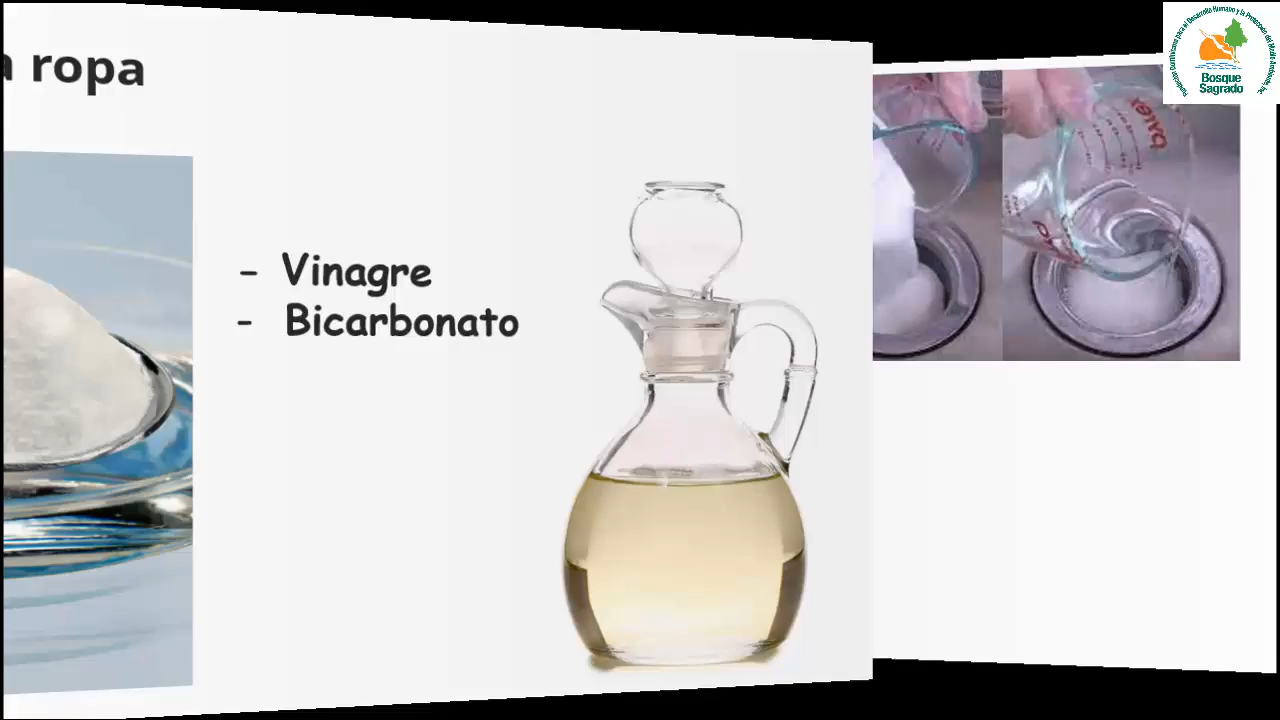 a ropa
- Vinagre
- Bicarbonato
Bosque
Sagrado